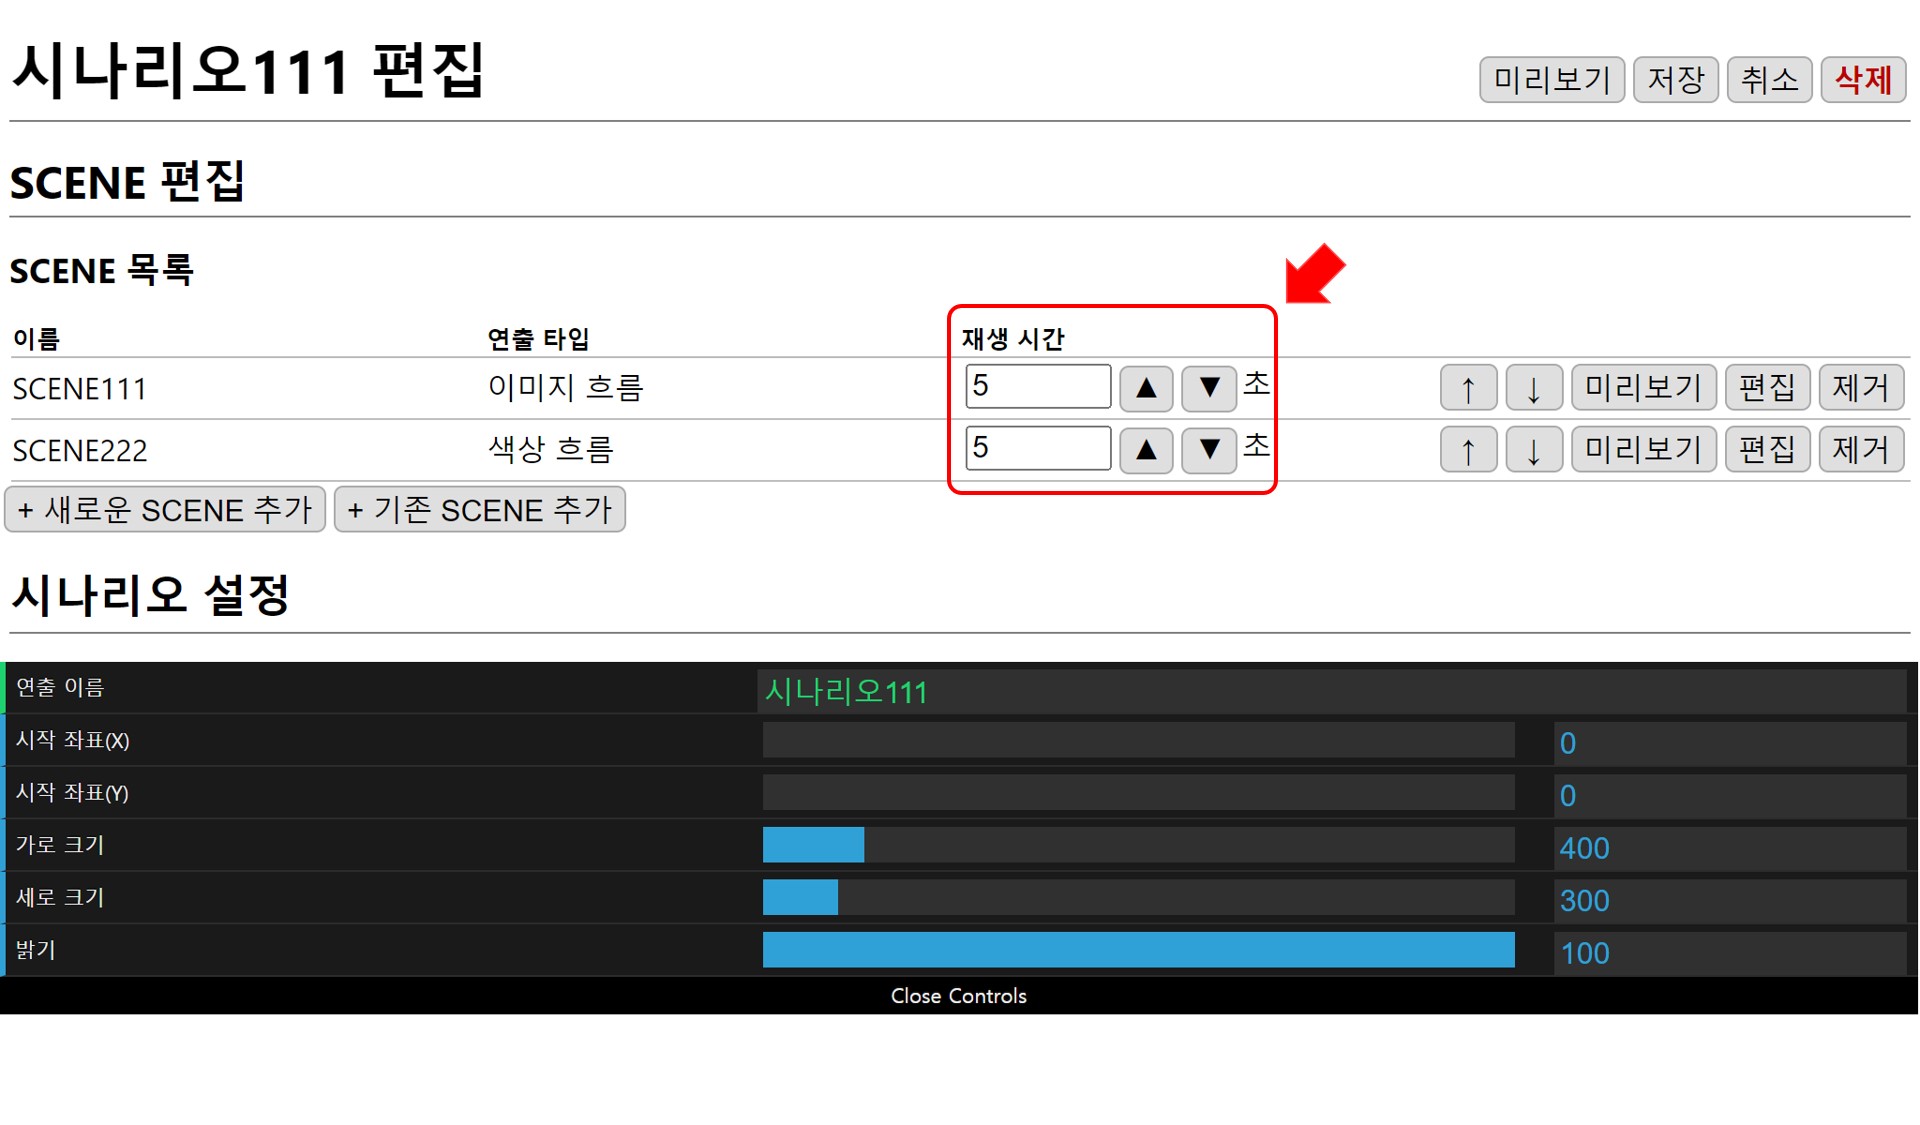 시나리오111 편집
미리보기 저장 취소 삭제
SCENE 편집
SCENE 목록
이름 연출 타입 재생 시간
SCENE111 이미지 흐름 5 ▲ ▼ 초 ↑ ↓ 미리보기 편집 제거
SCENE222 색상 흐름 5 ▲ ▼ 초 ↑ ↓ 미리보기 편집 제거
+ 새로운 SCENE 추가 + 기존 SCENE 추가
시나리오 설정
연출 이름 시나리오111
시작 좌표(X) 0
시작 좌표(Y) 0
가로 크기 400
세로 크기 300
밝기 100
Close Controls